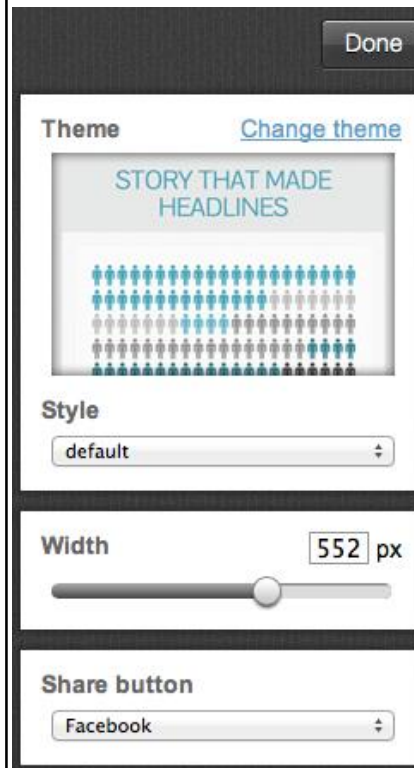 Done
Theme
Change theme
STORY THAT MADE
HEADLINES
Style
default
Width
552 px
Share button
Facebook